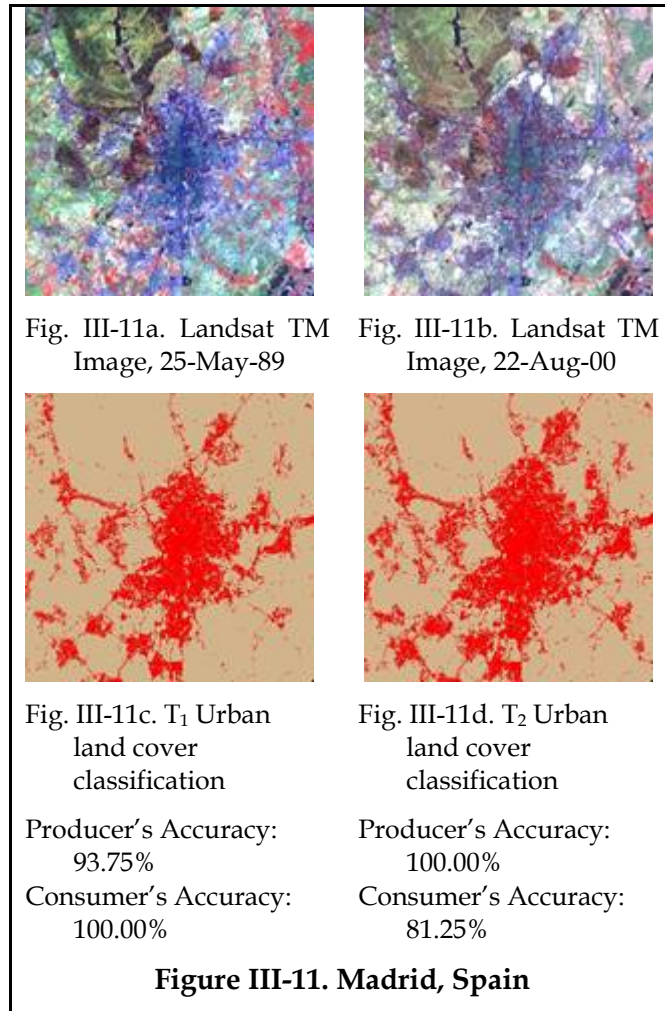 Fig. III-11a. Landsat TM
Image, 25-May-89
Fig. III-11b. Landsat TM
Image, 22-Aug-00
Fig. III-11c. T₁ Urban
land cover
classification
Producer’s Accuracy:
93.75%
Consumer’s Accuracy:
100.00%
Fig. III-11d. T₂ Urban
land cover
classification
Producer’s Accuracy:
100.00%
Consumer’s Accuracy:
81.25%
Figure III-11. Madrid, Spain